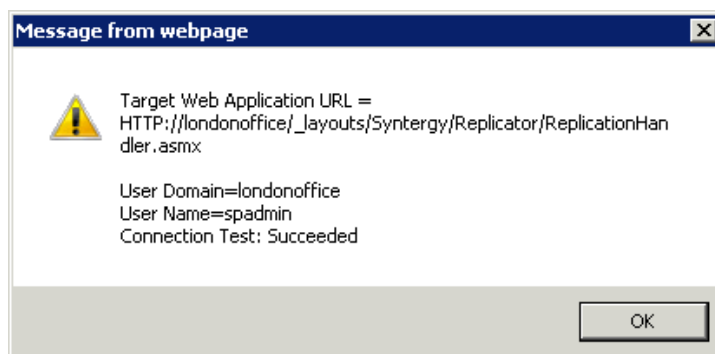 Message from webpage
Target Web Application URL =
HTTP://londonoffice/_layouts/Syntergy/Replicator/ReplicationHan
dler.asmx
User Domain=londonoffice
User Name=spadmin
Connection Test: Succeeded
OK